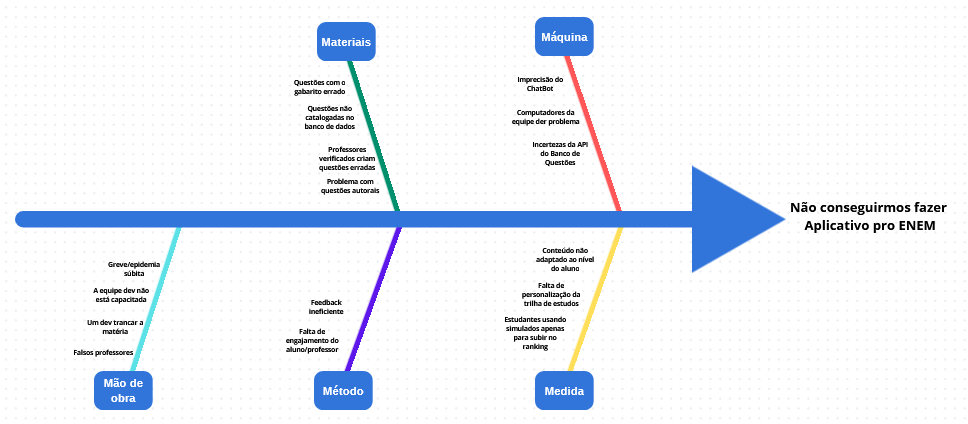 Materiais
Questões com o
gabarito errado
Questões não
catalogadas no
banco de dados
Professores
verificados criam
questões erradas
Problema com
questões autorais
Máquina
Imprecisão do
ChatBot
Computadores da
equipe der problema
Incertezas da API
do Banco de
Questões
Não conseguirmos fazer
Aplicativo pro ENEM
Greve/epidemia
súbita
A equipe dev não
está capacitada
Um dev trancar a
matéria
Falsos professores
Mão de
obra
Feedback
ineficiente
Falta de
engajamento do
aluno/professor
Método
Conteúdo não
adaptado ao nível
do aluno
Falta de
personalização da
trilha de estudos
Estudantes usando
simulados apenas
para subir no
ranking
Medida